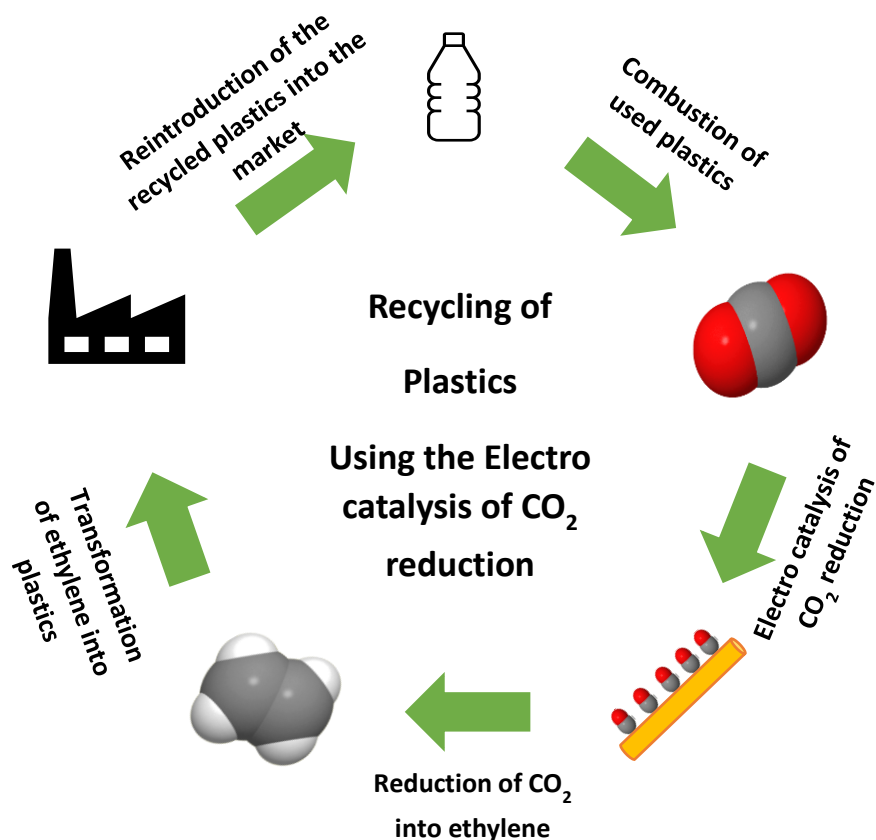 Reintroduction of the
recycled plastics into the
market
Combustion of
used plastics
Recycling of
Plastics
Using the Electro
catalysis of CO₂
reduction
Electro catalysis of
CO₂ reduction
Transformation
of ethylene into
plastics
Reduction of CO₂
into ethylene